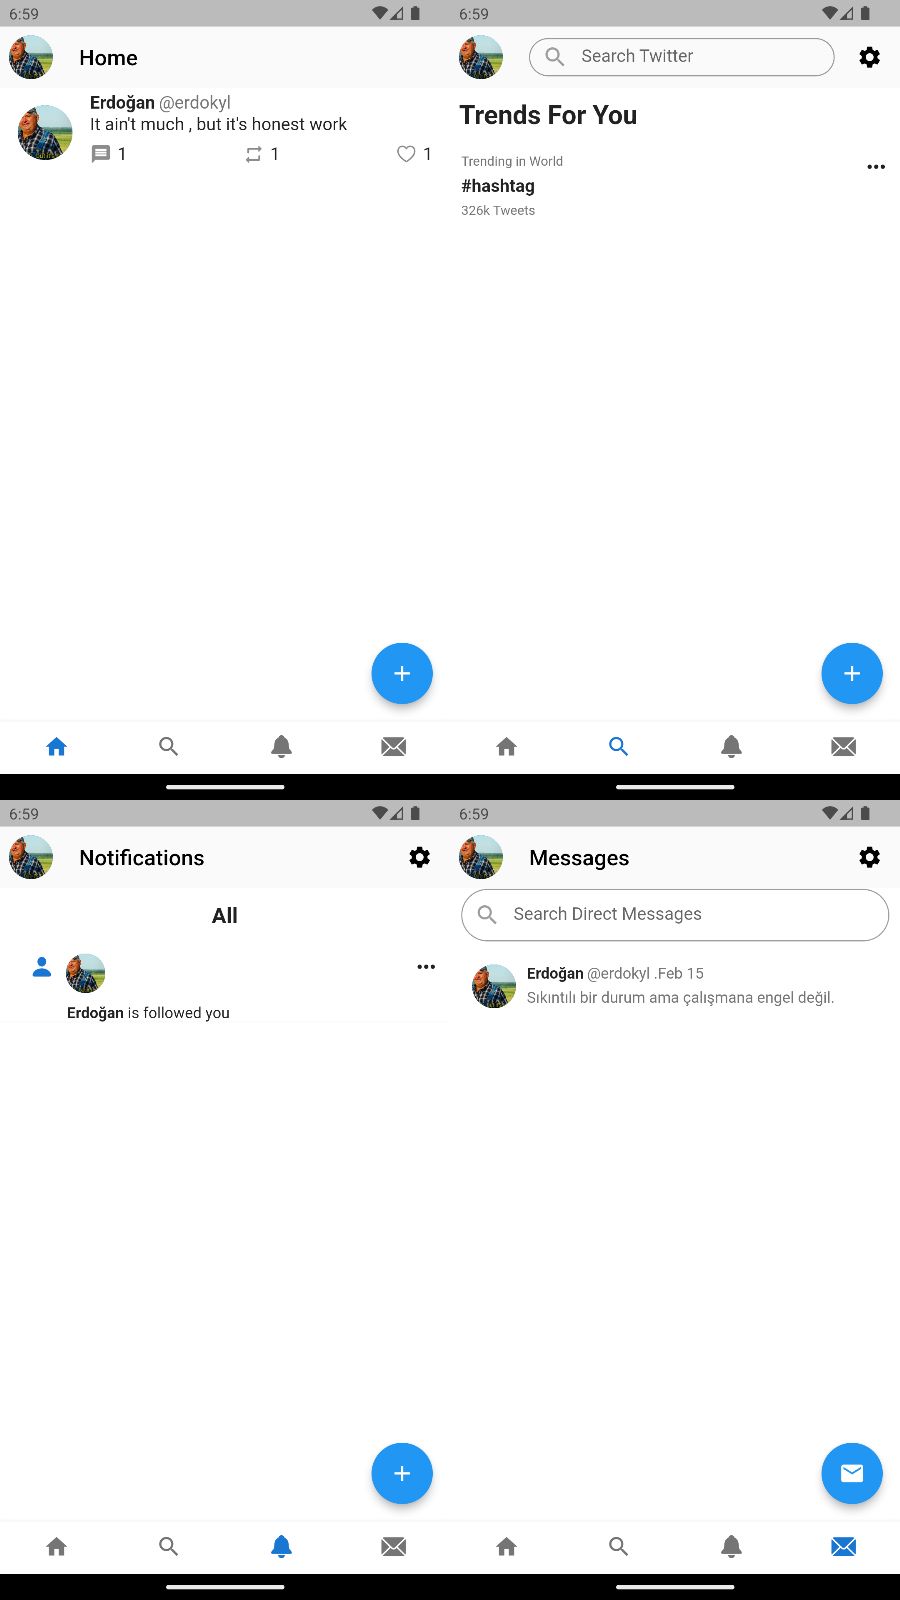 6:59
Home
Erdoğan @erdokyl
It ain't much , but it's honest work
1 1 1
6:59
Search Twitter
Trends For You
Trending in World
#hashtag
326k Tweets
6:59
Notifications
All
Erdoğan is followed you
6:59
Messages
Search Direct Messages
Erdoğan @erdokyl .Feb 15
Sıkıntılı bir durum ama çalışmana engel değil.